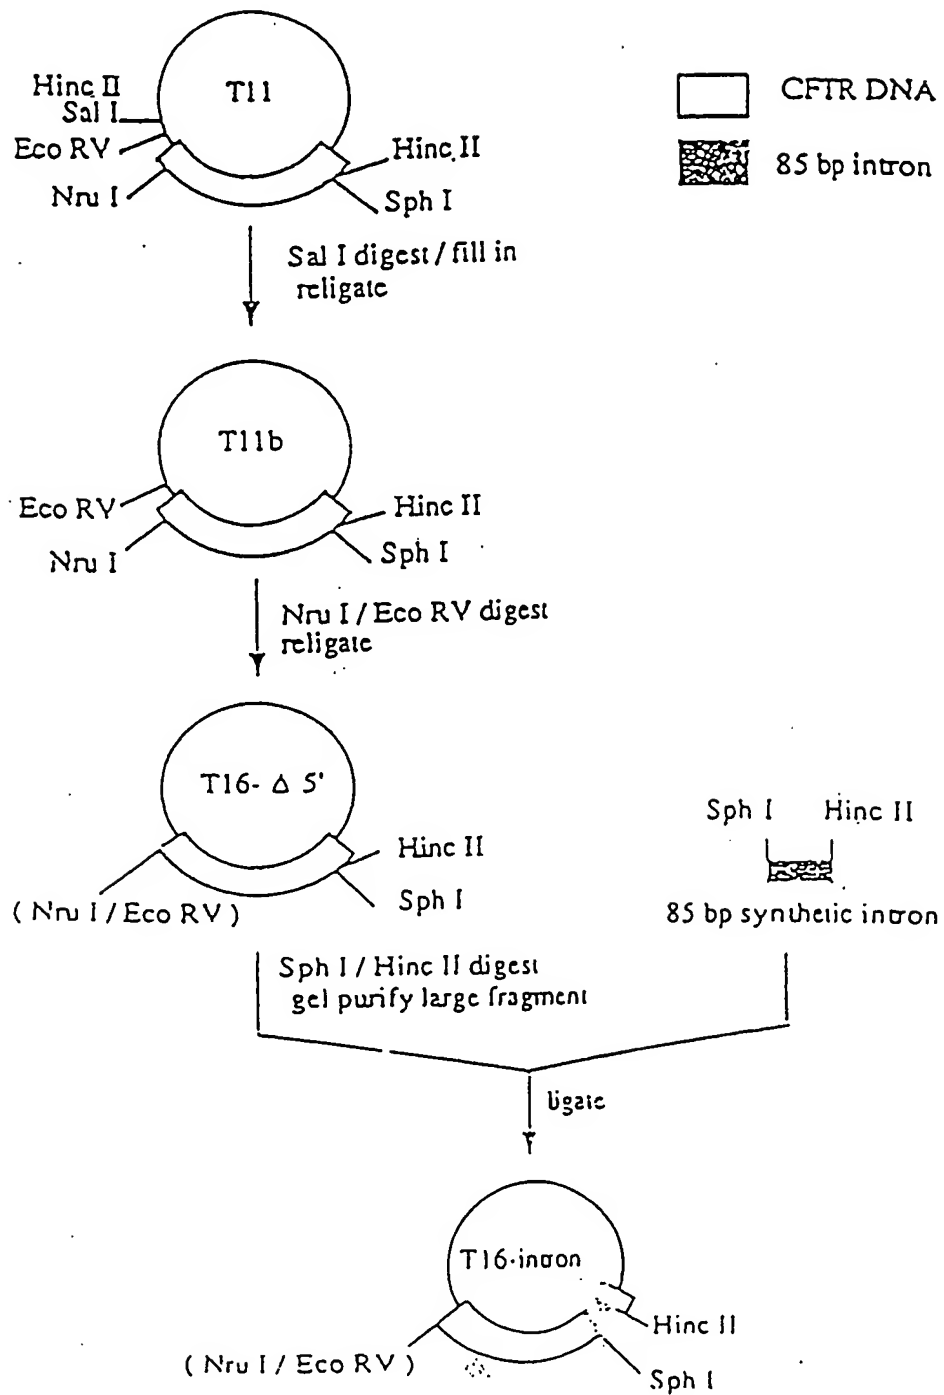 T11
Hinc II
Sal I
Eco RV
Nru I
Hinc II
Sph I
CFTR DNA
85 bp intron
Sal I digest / fill in
religate
T11b
Eco RV
Nru I
Hinc II
Sph I
Nru I / Eco RV digest
religate
T16- Δ 5'
Hinc II
Sph I
( Nru I / Eco RV )
Sph I Hinc II
85 bp synthetic intron
Sph I / Hinc II digest
gel purify large fragment
ligate
T16-intron
Hinc II
Sph I
( Nru I / Eco RV )